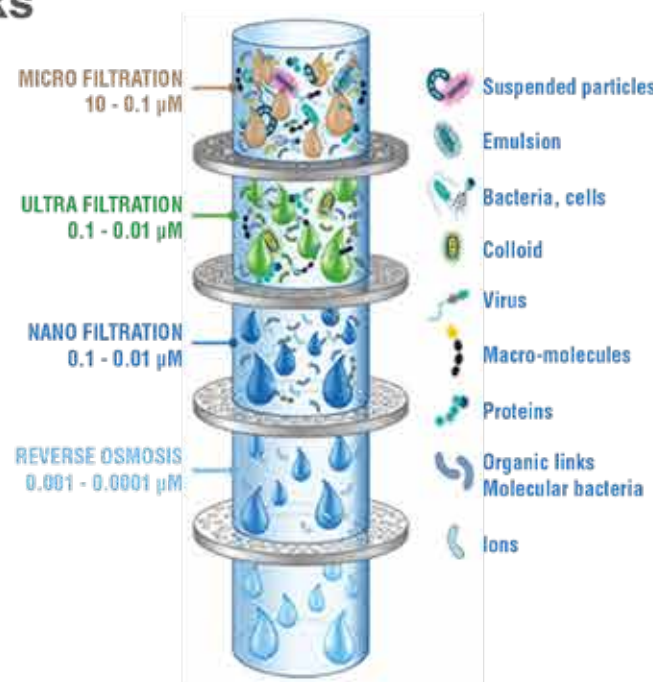 MICRO FILTRATION
10 - 0.1 µM
ULTRA FILTRATION
0.1 - 0.01 µM
NANO FILTRATION
0.1 - 0.01 µM
REVERSE OSMOSIS
0.001 - 0.0001 µM
Suspended particles
Emulsion
Bacteria, cells
Colloid
Virus
Macro-molecules
Proteins
Organic links
Molecular bacteria
Ions